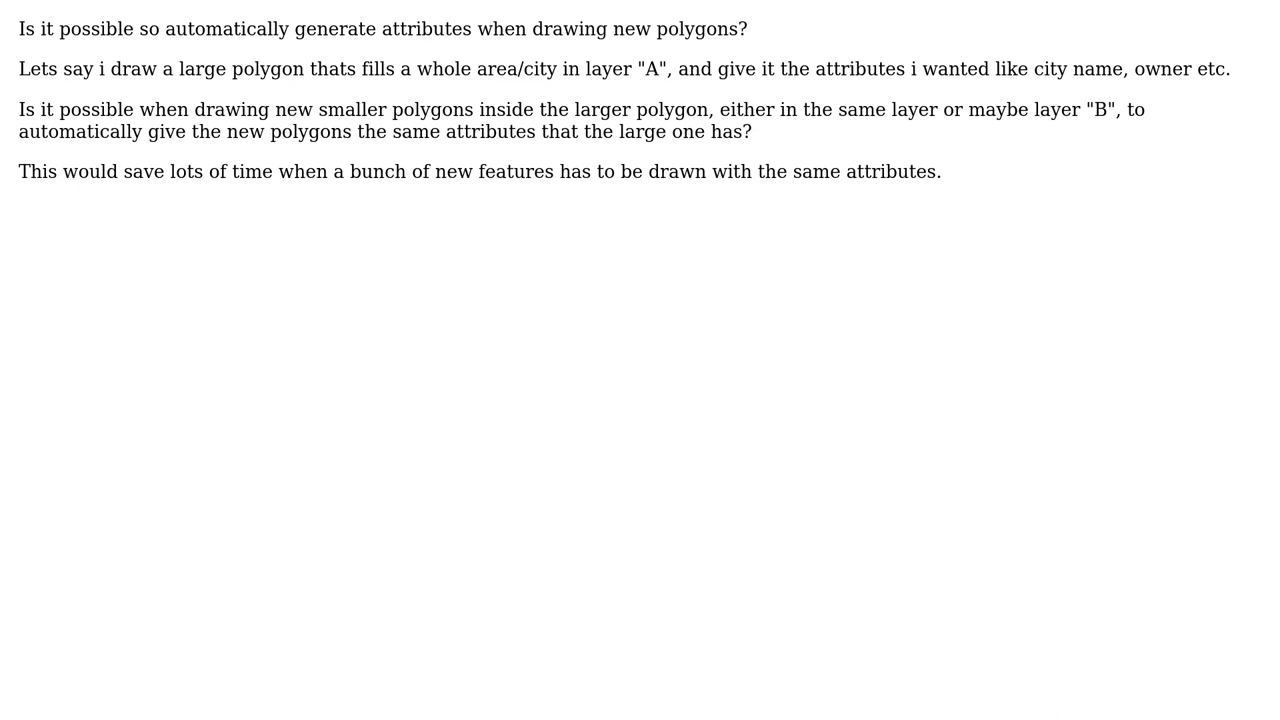 Is it possible so automatically generate attributes when drawing new polygons?
Lets say i draw a large polygon thats fills a whole area/city in layer "A", and give it the attributes i wanted like city name, owner etc.
Is it possible when drawing new smaller polygons inside the larger polygon, either in the same layer or maybe layer "B", to
automatically give the new polygons the same attributes that the large one has?
This would save lots of time when a bunch of new features has to be drawn with the same attributes.